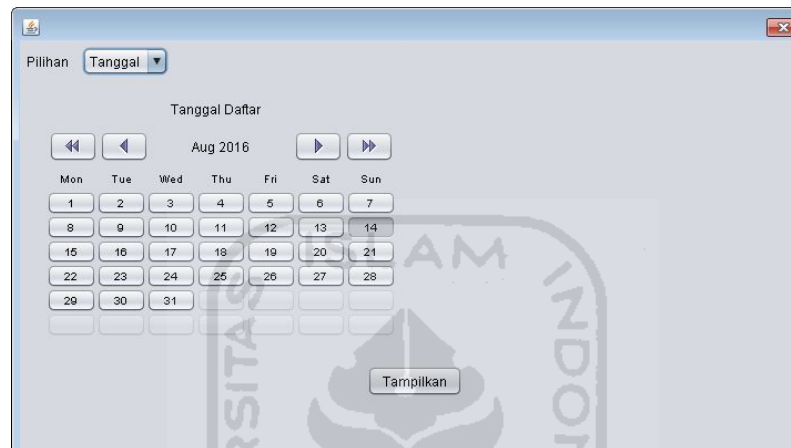 Pilihan Tanggal
Tanggal Daftar
Aug 2016
Mon Tue Wed Thu Fri Sat Sun
1 2 3 4 5 6 7
8 9 10 11 12 13 14
15 16 17 18 19 20 21
22 23 24 25 26 27 28
29 30 31
Tampilkan
ISLAM